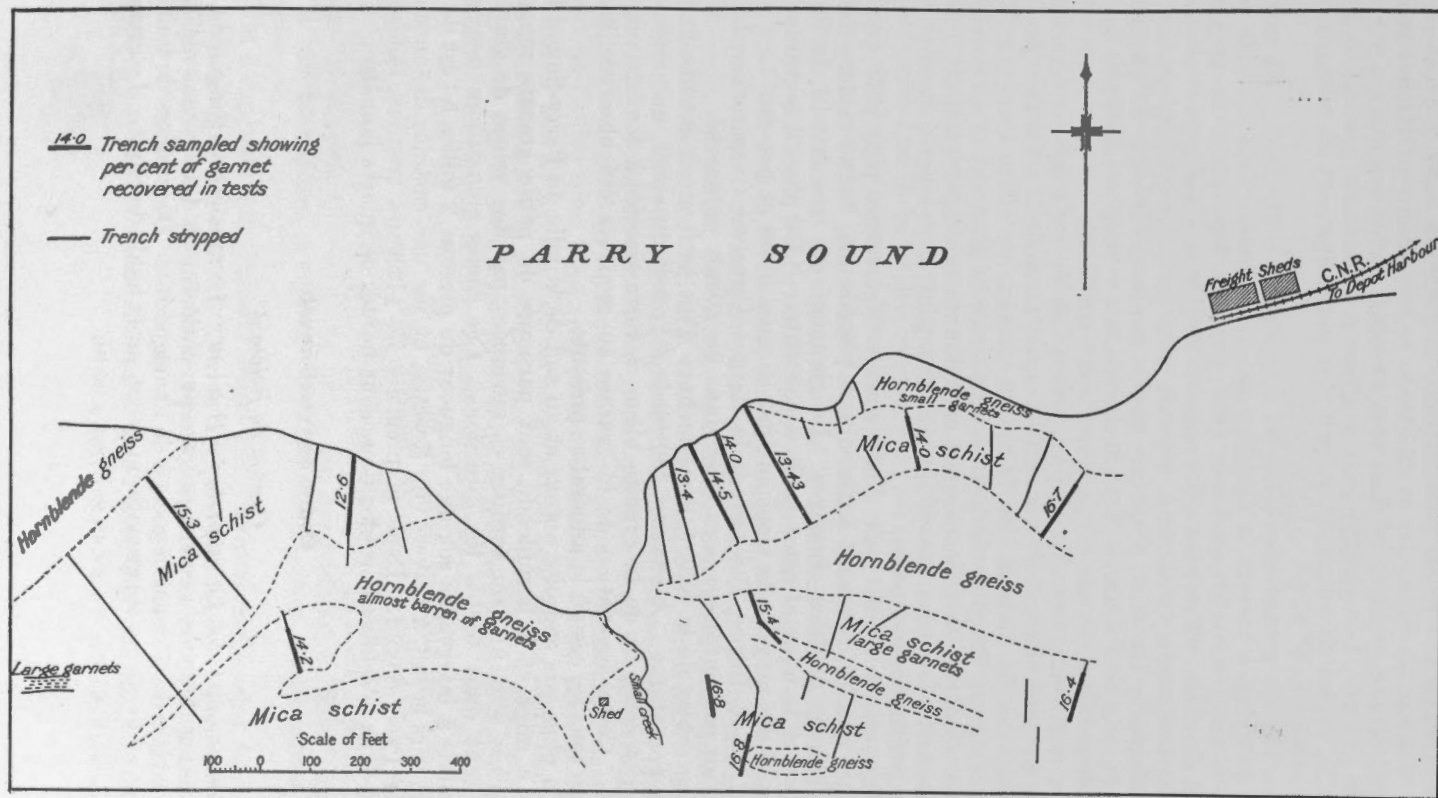 14·0 Trench sampled showing
per cent of garnet
recovered in tests
Trench stripped
PARRY SOUND
Freight Sheds
C.N.R.
To Depot Harbour
Hornblende gneiss
small garnets
Mica schist
14·0
16·7
13·4
14·5
14·0
13·43
Hornblende gneiss
15·3
Mica schist
12·6
Hornblende gneiss
Hornblende gneiss
almost barren of garnets
14·2
Large garnets
Mica schist
Shed
Small creek
15·4
Mica schist
large garnets
Hornblende gneiss
16·4
16·8
Mica schist
16·8
Hornblende gneiss
Scale of Feet
100 0 100 200 300 400